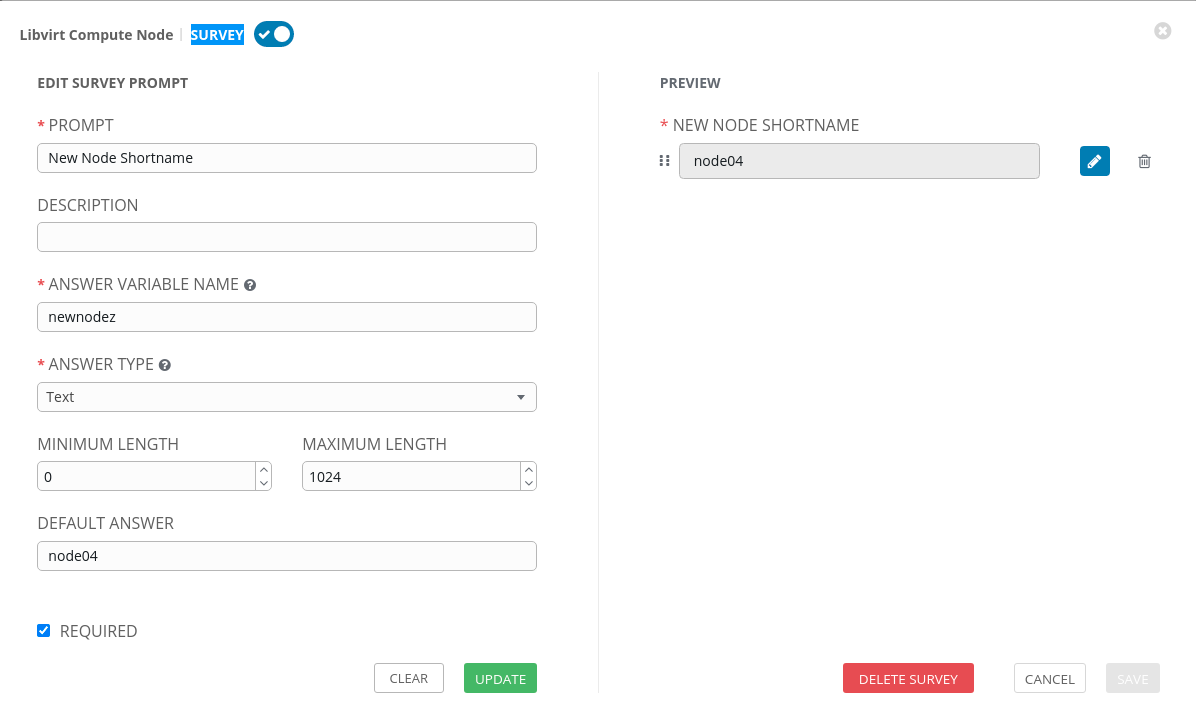 Libvirt Compute Node | SURVEY
EDIT SURVEY PROMPT
* PROMPT
New Node Shortname
DESCRIPTION
* ANSWER VARIABLE NAME ?
newnodez
* ANSWER TYPE ?
Text
MINIMUM LENGTH MAXIMUM LENGTH
0 1024
DEFAULT ANSWER
node04
REQUIRED
CLEAR UPDATE
PREVIEW
* NEW NODE SHORTNAME
node04
DELETE SURVEY CANCEL SAVE